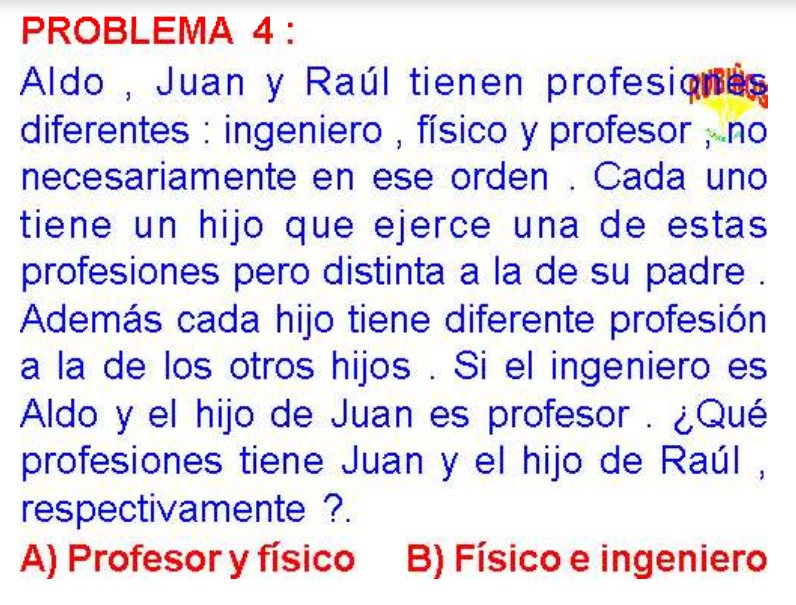 PROBLEMA 4 :
Aldo , Juan y Raúl tienen profesiones
diferentes : ingeniero , físico y profesor , no
necesariamente en ese orden . Cada uno
tiene un hijo que ejerce una de estas
profesiones pero distinta a la de su padre .
Además cada hijo tiene diferente profesión
a la de los otros hijos . Si el ingeniero es
Aldo y el hijo de Juan es profesor . ¿Qué
profesiones tiene Juan y el hijo de Raúl ,
respectivamente ?.
A) Profesor y físico B) Físico e ingeniero